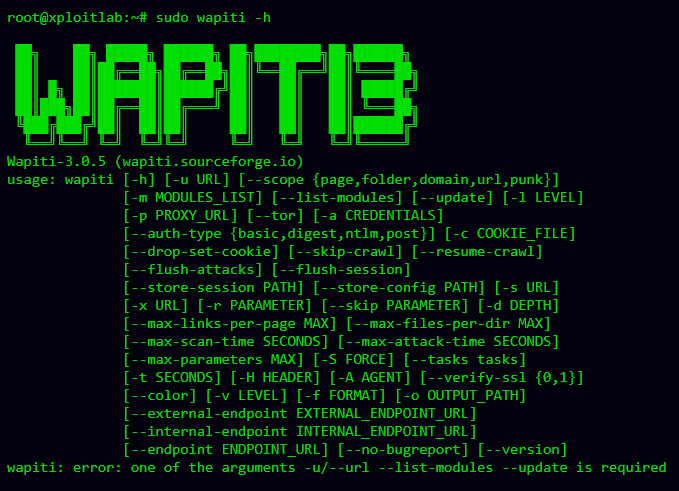 root@xploitlab:~# sudo wapiti -h
WAPITI3
Wapiti-3.0.5 (wapiti.sourceforge.io)
usage: wapiti [-h] [-u URL] [--scope {page,folder,domain,url,punk}]
[-m MODULES_LIST] [--list-modules] [--update] [-l LEVEL]
[-p PROXY_URL] [--tor] [-a CREDENTIALS]
[--auth-type {basic,digest,ntlm,post}] [-c COOKIE_FILE]
[--drop-set-cookie] [--skip-crawl] [--resume-crawl]
[--flush-attacks] [--flush-session]
[--store-session PATH] [--store-config PATH] [-s URL]
[-x URL] [-r PARAMETER] [--skip PARAMETER] [-d DEPTH]
[--max-links-per-page MAX] [--max-files-per-dir MAX]
[--max-scan-time SECONDS] [--max-attack-time SECONDS]
[--max-parameters MAX] [-S FORCE] [--tasks tasks]
[-t SECONDS] [-H HEADER] [-A AGENT] [--verify-ssl {0,1}]
[--color] [-v LEVEL] [-f FORMAT] [-o OUTPUT_PATH]
[--external-endpoint EXTERNAL_ENDPOINT_URL]
[--internal-endpoint INTERNAL_ENDPOINT_URL]
[--endpoint ENDPOINT_URL] [--no-bugreport] [--version]
wapiti: error: one of the arguments -u/--url --list-modules --update is required